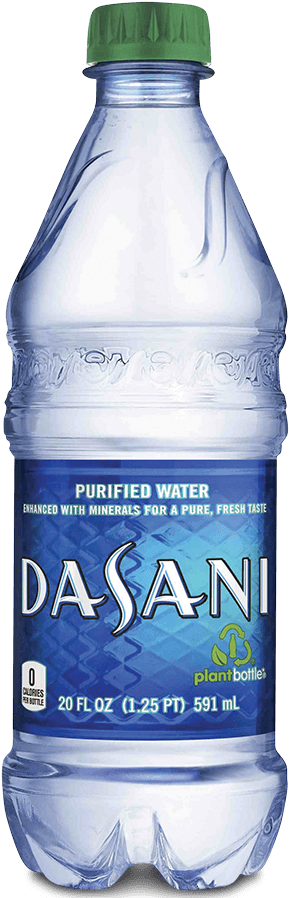 PURIFIED WATER
ENHANCED WITH MINERALS FOR A PURE, FRESH TASTE
DASANI
plantbottle™
0
CALORIES
PER BOTTLE
20 FL OZ (1.25 PT) 591 mL